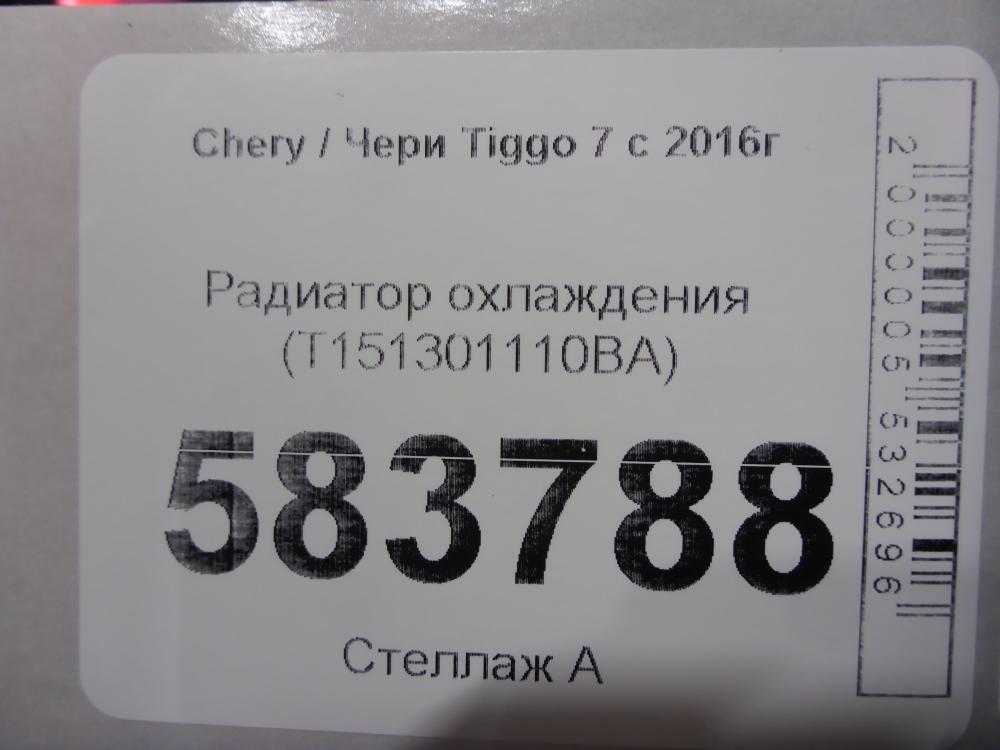 Chery / Чери Tiggo 7 с 2016г
Радиатор охлаждения
(T151301110BA)
583788
Стеллаж А
2000005532696